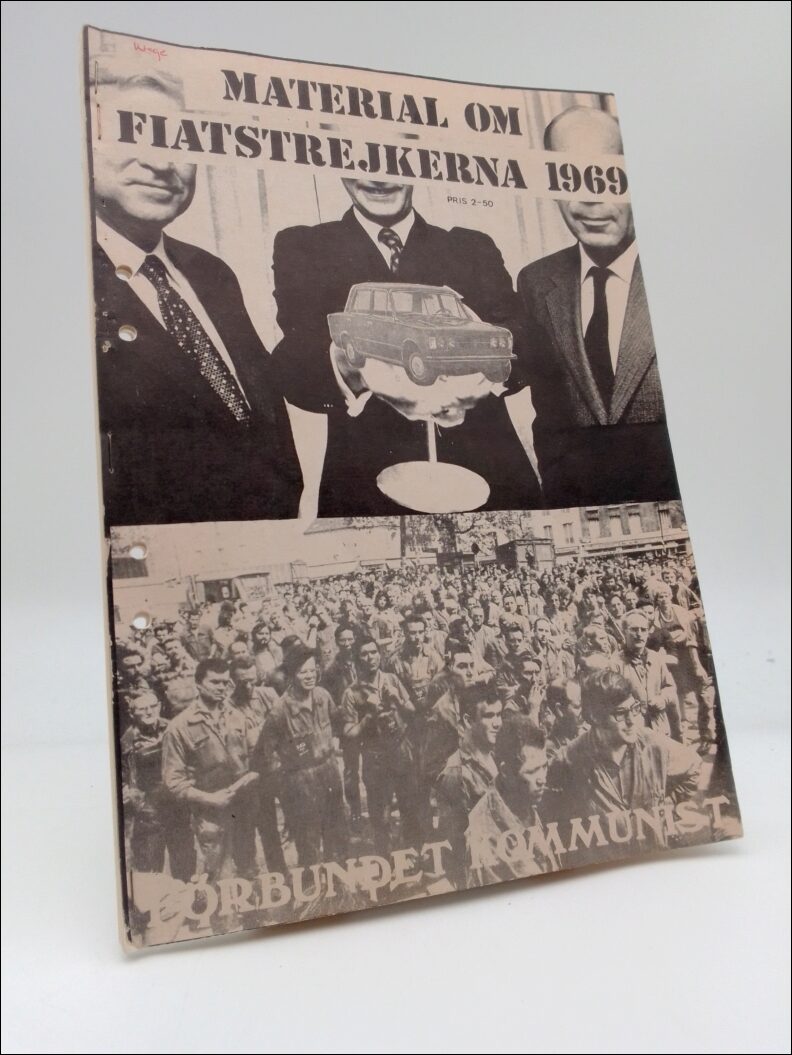 MATERIAL OM
FIATSTREJKERNA 1969
PRIS 2-50
FÖRBUNDET KOMMUNIST